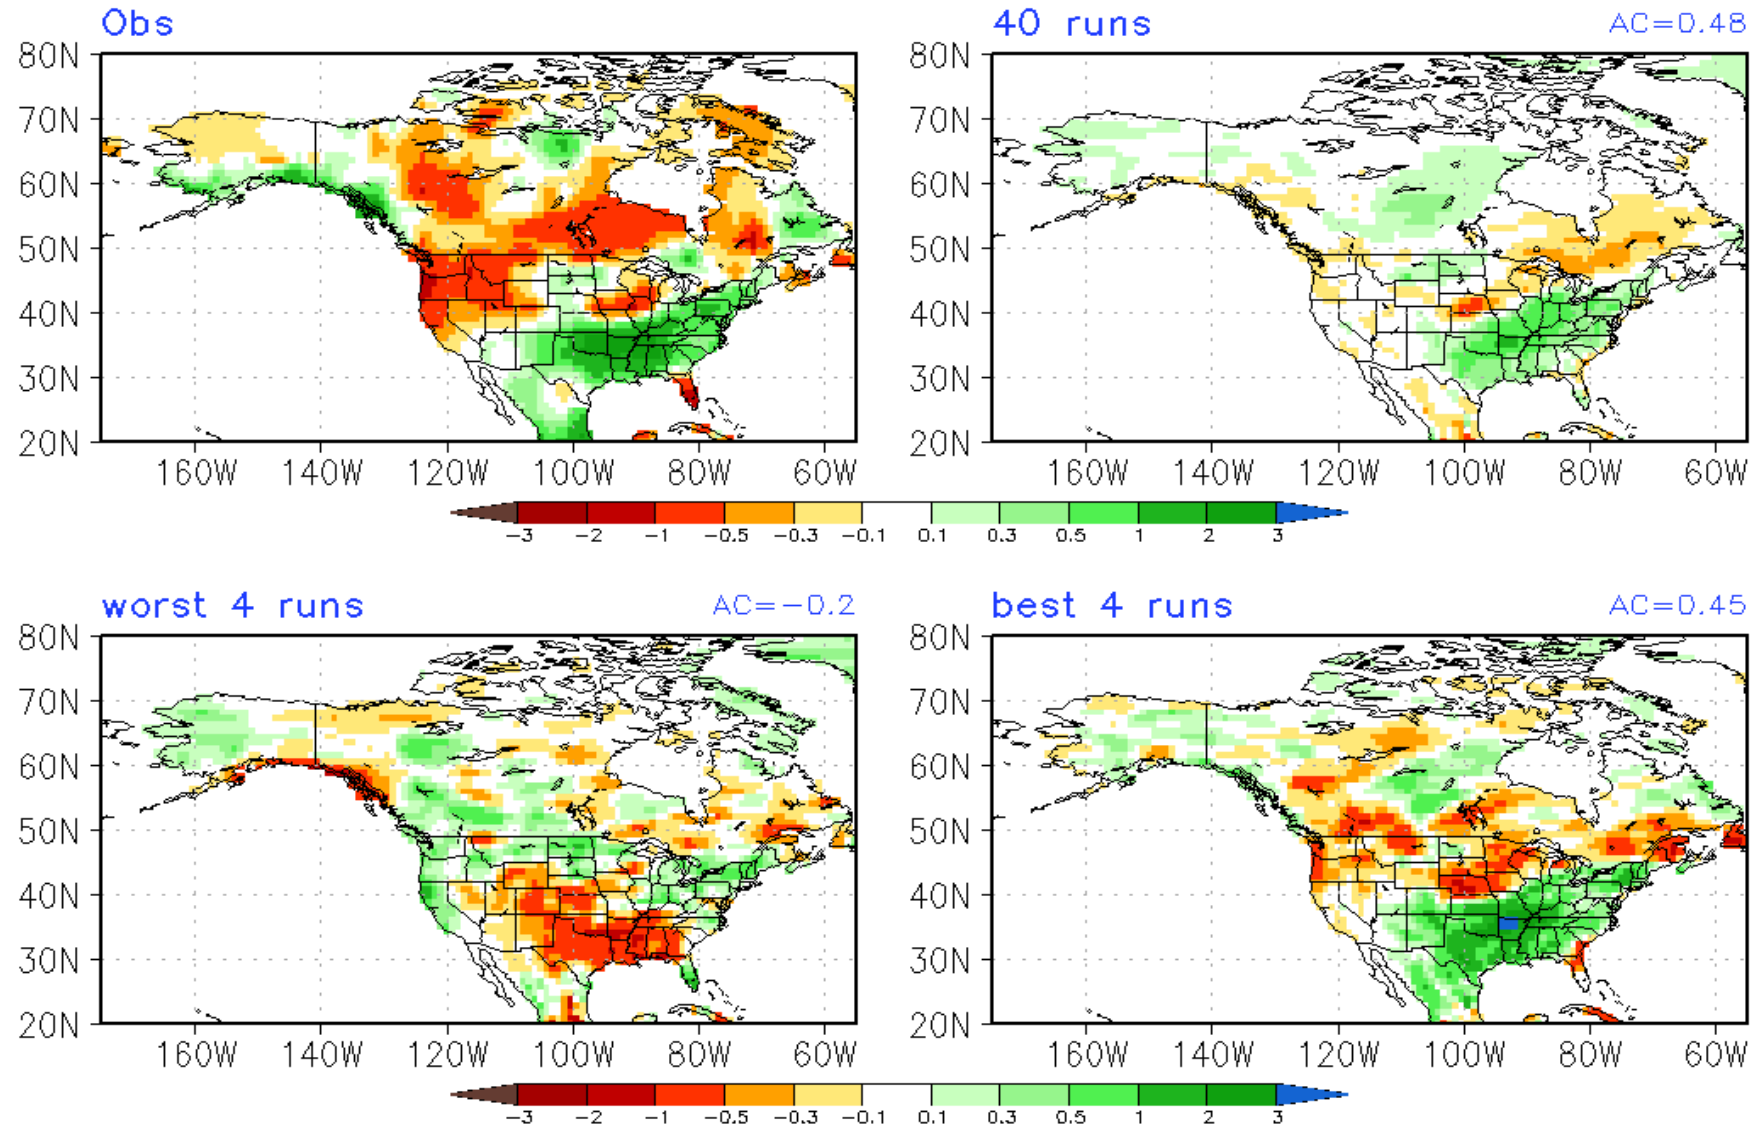 Obs
40 runs AC=0.48
80N 80N
70N 70N
60N 60N
50N 50N
40N 40N
30N 30N
20N 20N
160W 140W 120W 100W 80W 60W 160W 140W 120W 100W 80W 60W
−3 −2 −1 −0.5 −0.3 −0.1 0.1 0.3 0.5 1 2 3
worst 4 runs AC=−0.2
best 4 runs AC=0.45
80N 80N
70N 70N
60N 60N
50N 50N
40N 40N
30N 30N
20N 20N
160W 140W 120W 100W 80W 60W 160W 140W 120W 100W 80W 60W
−3 −2 −1 −0.5 −0.3 −0.1 0.1 0.3 0.5 1 2 3